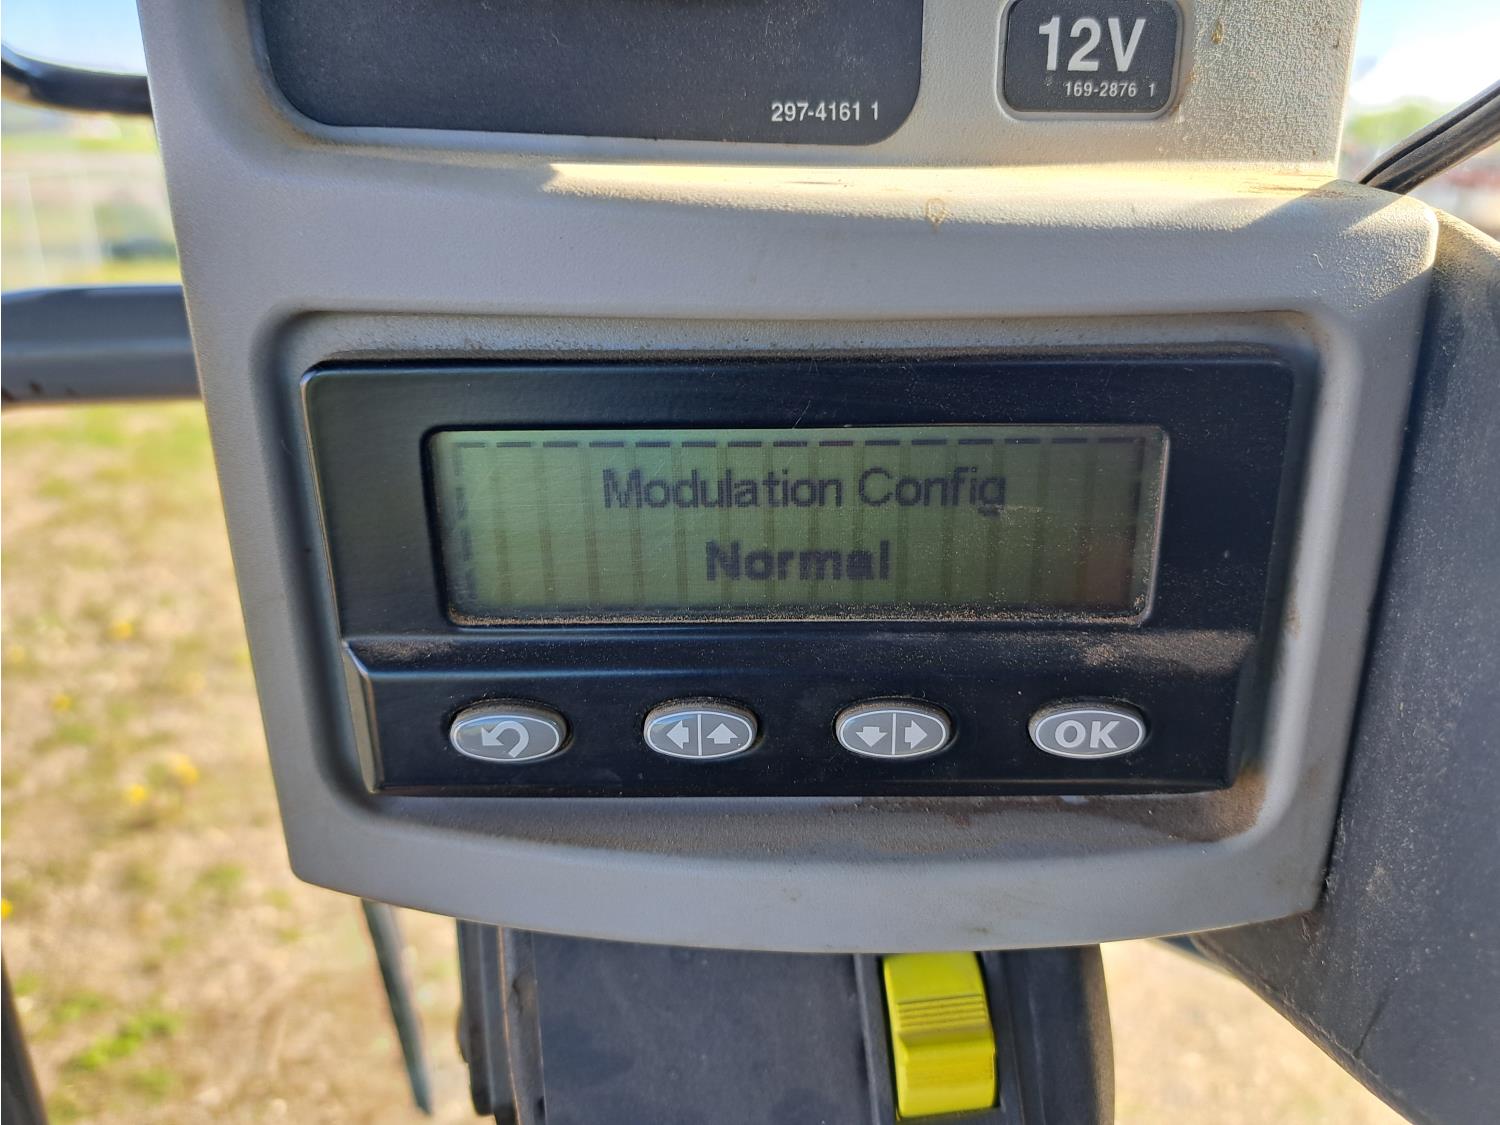 297-4161 1
12V
169-2876 1
Modulation Config
Normal
OK